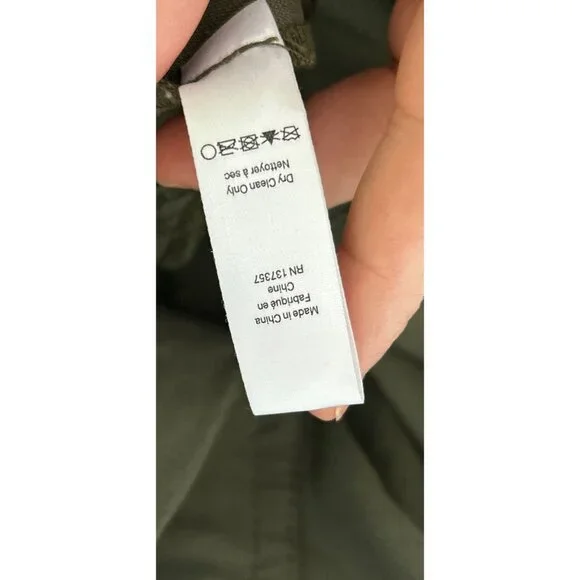 Made in China
Fabriqué en
Chine
RN 137357
Dry Clean Only
Nettoyer à sec